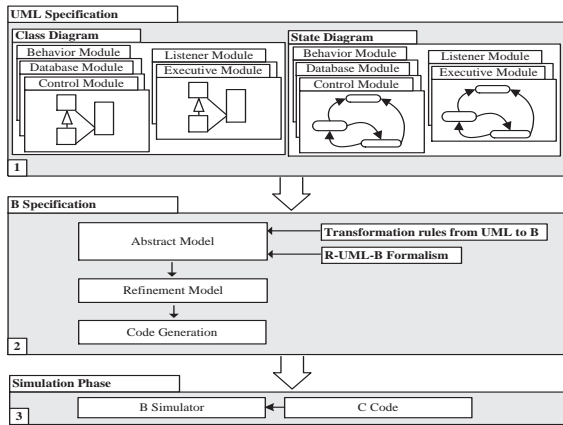 UML Specification
Class Diagram
Behavior Module
Database Module
Control Module
Listener Module
Executive Module
State Diagram
Behavior Module
Database Module
Control Module
Listener Module
Executive Module
1
B Specification
Abstract Model
Transformation rules from UML to B
R-UML-B Formalism
Refinement Model
Code Generation
2
Simulation Phase
3
B Simulator
C Code